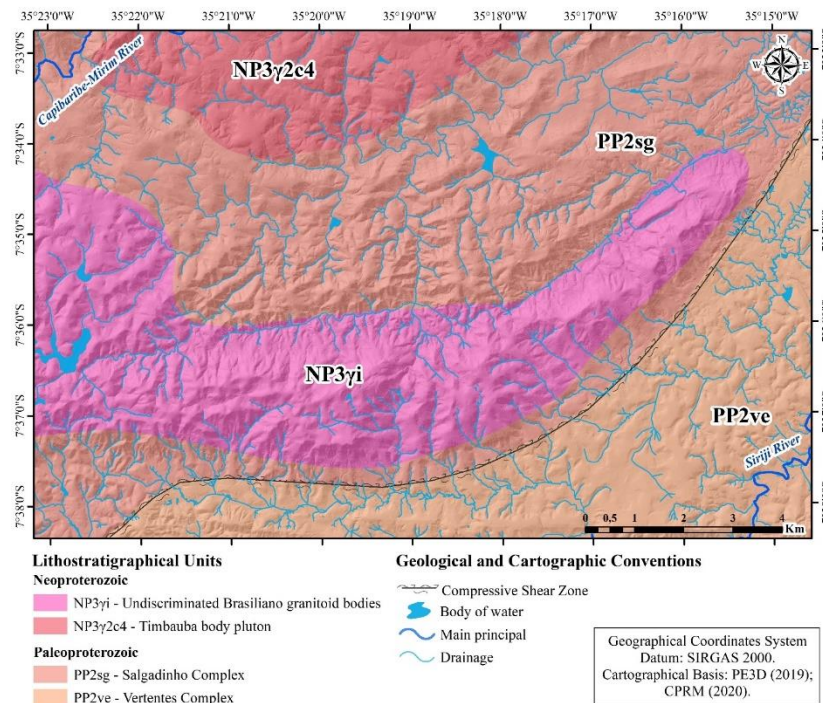 35°22'0"W 35°21'0"W 35°20'0"W 35°19'0"W 35°18'0"W 35°17'0"W 35°16'0"W 35°15'0"W
7°33'0"S
7°34'0"S
7°35'0"S
7°36'0"S
7°37'0"S
7°38'0"S
Capibaribe-Mirim River
NP3γ2c4
N
W E
S
PP2sg
NP3γi
PP2ve
Siriji River
0 0,5 1 2 3 4
Km
Lithostratigraphical Units
Neoproterozoic
NP3γi - Undiscriminated Brasiliano granitoid bodies
NP3γ2c4 - Timbauba body pluton
Paleoproterozoic
PP2sg - Salgadinho Complex
PP2ve - Vertentes Complex
Geological and Cartographic Conventions
Compressive Shear Zone
Body of water
Main principal
Drainage
Geographical Coordinates System
Datum: SIRGAS 2000.
Cartographical Basis: PE3D (2019);
CPRM (2020).